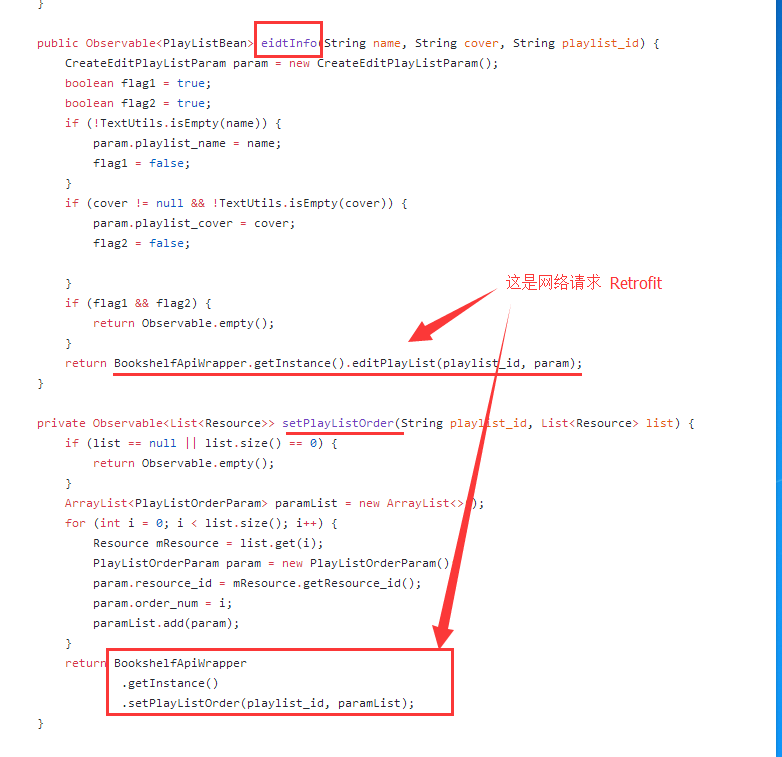 }
public Observable<PlayListBean> eidtInfo(String name, String cover, String playlist_id) {
CreateEditPlayListParam param = new CreateEditPlayListParam();
boolean flag1 = true;
boolean flag2 = true;
if (!TextUtils.isEmpty(name)) {
param.playlist_name = name;
flag1 = false;
}
if (cover != null && !TextUtils.isEmpty(cover)) {
param.playlist_cover = cover;
flag2 = false;
}
这是网络请求 Retrofit
if (flag1 && flag2) {
return Observable.empty();
}
return BookshelfApiWrapper.getInstance().editPlayList(playlist_id, param);
}
private Observable<List<Resource>> setPlayListOrder(String playlist_id, List<Resource> list) {
if (list == null || list.size() == 0) {
return Observable.empty();
}
ArrayList<PlayListOrderParam> paramList = new ArrayList<>();
for (int i = 0; i < list.size(); i++) {
Resource mResource = list.get(i);
PlayListOrderParam param = new PlayListOrderParam()
param.resource_id = mResource.getResource_id();
param.order_num = i;
paramList.add(param);
}
return BookshelfApiWrapper
.getInstance()
.setPlayListOrder(playlist_id, paramList);
}